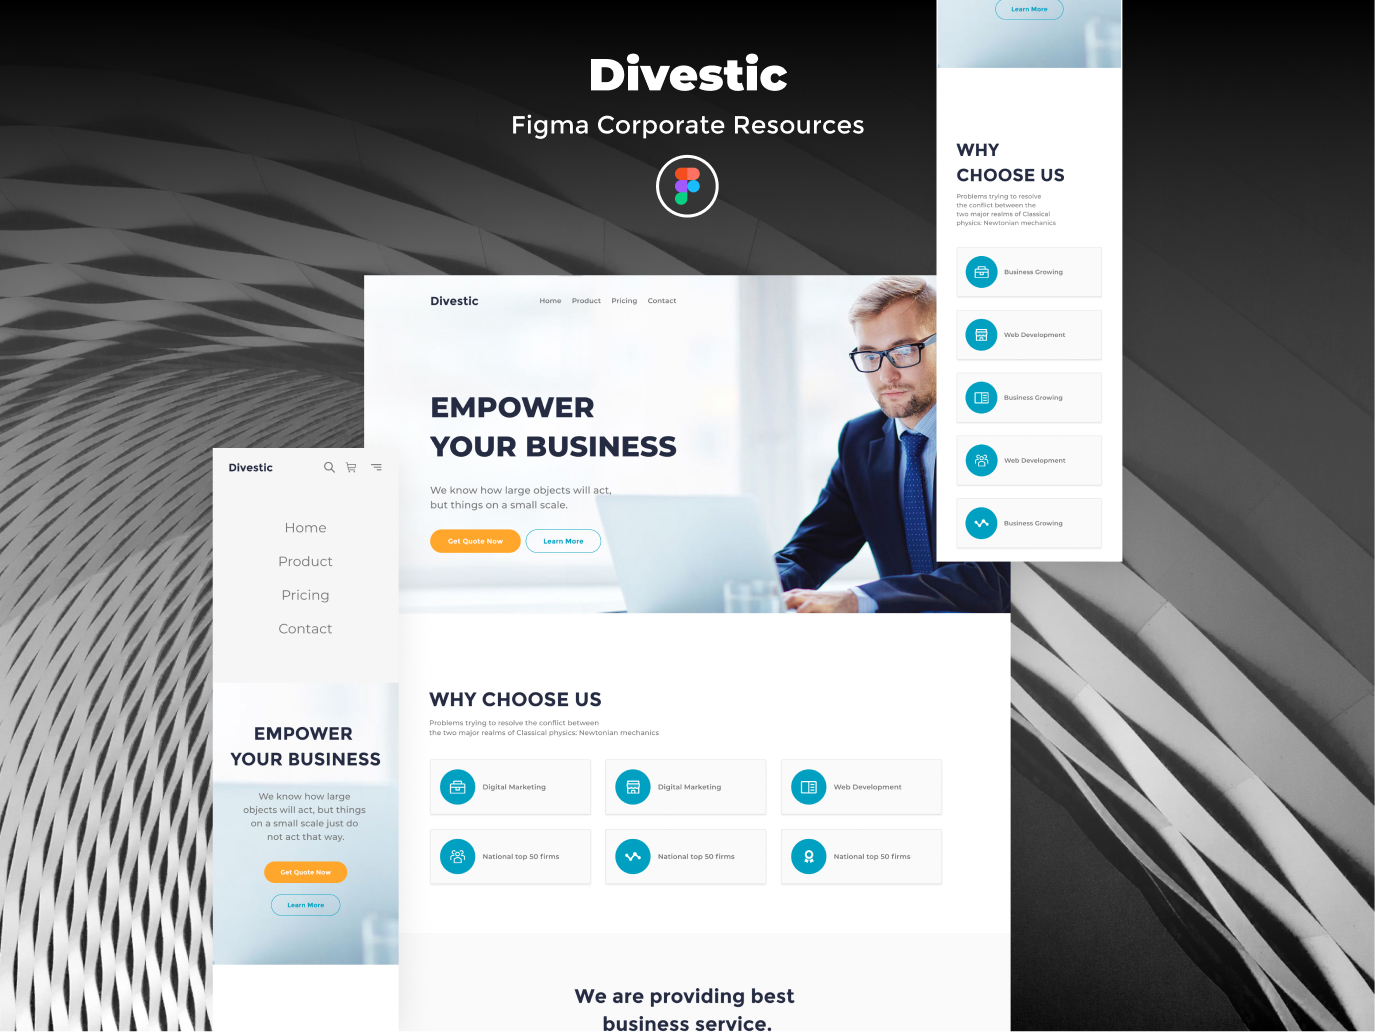 Divestic
Figma Corporate Resources
Learn More
WHY
CHOOSE US
Problems trying to resolve
the conflict between the
two major realms of Classical
physics: Newtonian mechanics
Business Growing
Web Development
Business Growing
Web Development
Business Growing
Divestic
Home Product Pricing Contact
EMPOWER
YOUR BUSINESS
We know how large objects will act,
but things on a small scale.
Get Quote Now Learn More
WHY CHOOSE US
Problems trying to resolve the conflict between
the two major realms of Classical physics: Newtonian mechanics
Digital Marketing Digital Marketing Web Development
National top 50 firms National top 50 firms National top 50 firms
We are providing best
business service.
Divestic
Home
Product
Pricing
Contact
EMPOWER
YOUR BUSINESS
We know how large
objects will act, but things
on a small scale just do
not act that way.
Get Quote Now
Learn More